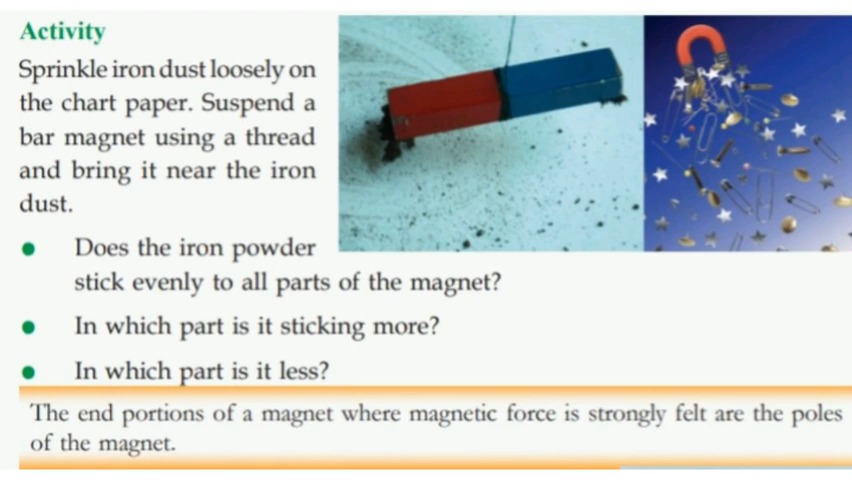 Activity
Sprinkle iron dust loosely on
the chart paper. Suspend a
bar magnet using a thread
and bring it near the iron
dust.
● Does the iron powder
stick evenly to all parts of the magnet?
● In which part is it sticking more?
● In which part is it less?
The end portions of a magnet where magnetic force is strongly felt are the poles
of the magnet.